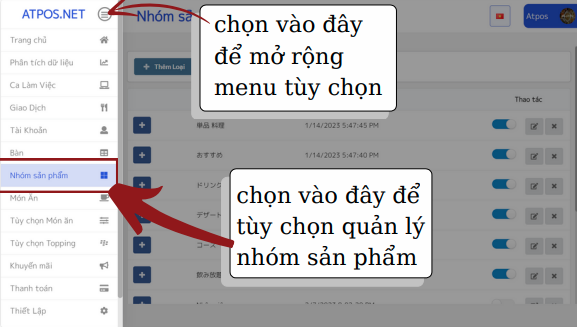 ATPOS.NET
Nhóm sả
Atpos
chọn vào đây
để mở rộng
menu tùy chọn
Trang chủ
Phân tích dữ liệu
Ca Làm Việc
Giao Dịch
Tài Khoản
Bàn
Nhóm sản phẩm
Món Ăn
Tùy chọn Món ăn
Tùy chọn Topping
Khuyến mãi
Thanh toán
Thiết Lập
+ Thêm Loại
Thao tác
単品 料理 1/14/2023 5:47:45 PM
おすすめ 1/14/2023 5:47:40 PM
ドリンク
デザート
コース
飲み放題
chọn vào đây để
tùy chọn quản lý
nhóm sản phẩm